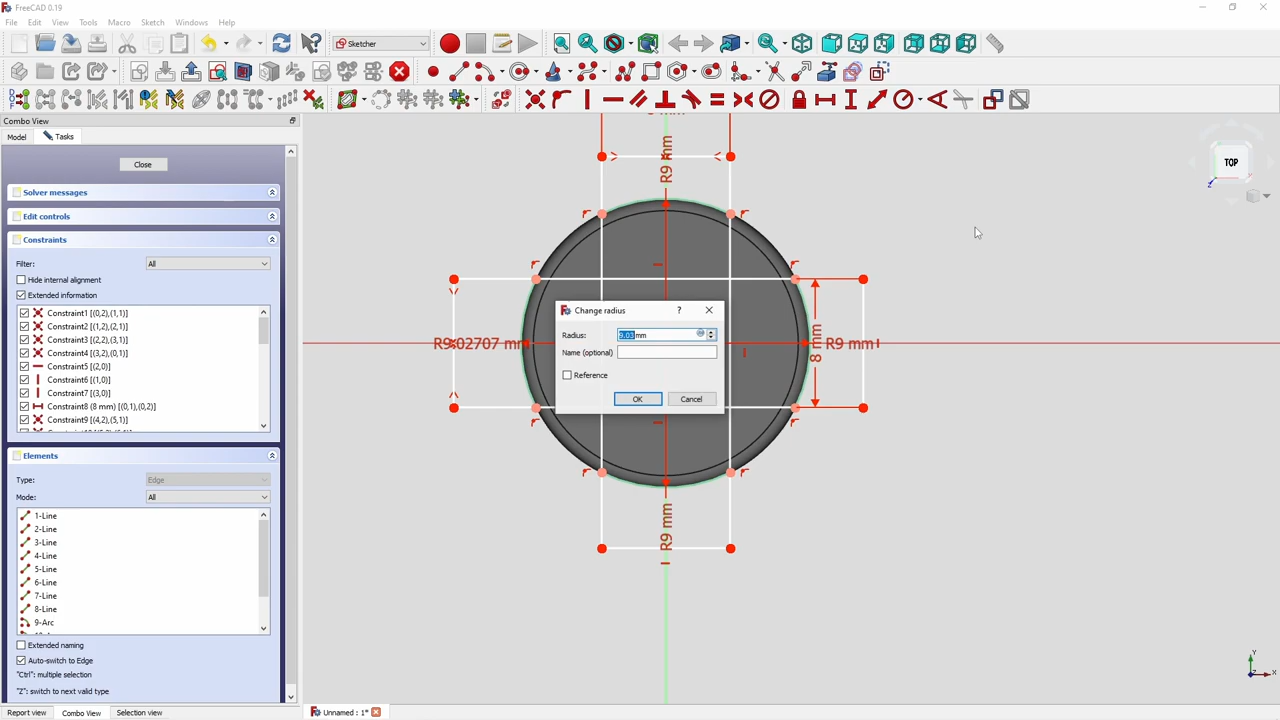 FreeCAD 0.19
File Edit View Tools Macro Sketch Windows Help
Sketcher
Combo View
Model Tasks
Close
Solver messages
Edit controls
Constraints
Filter: All
Hide internal alignment
Extended information
Constraint1 [(0,2),(1,1)]
Constraint2 [(1,2),(2,1)]
Constraint3 [(2,2),(3,1)]
Constraint4 [(3,2),(0,1)]
Constraint5 [(2,0)]
Constraint6 [(1,0)]
Constraint7 [(3,0)]
Constraint8 (8 mm) [(0,1),(0,2)]
Constraint9 [(4,2),(5,1)]
Elements
Type: Edge
Mode: All
1-Line
2-Line
3-Line
4-Line
5-Line
6-Line
7-Line
8-Line
9-Arc
Extended naming
Auto-switch to Edge
"Ctrl": multiple selection
"Z": switch to next valid type
Report view Combo View Selection view
R9 mm
R9.02707 mm
R9 mm
8 mm
R9 mm
Change radius ?
Radius: 9.03 mm
Name (optional)
Reference
OK Cancel
TOP
Y
X
Unnamed : 1*